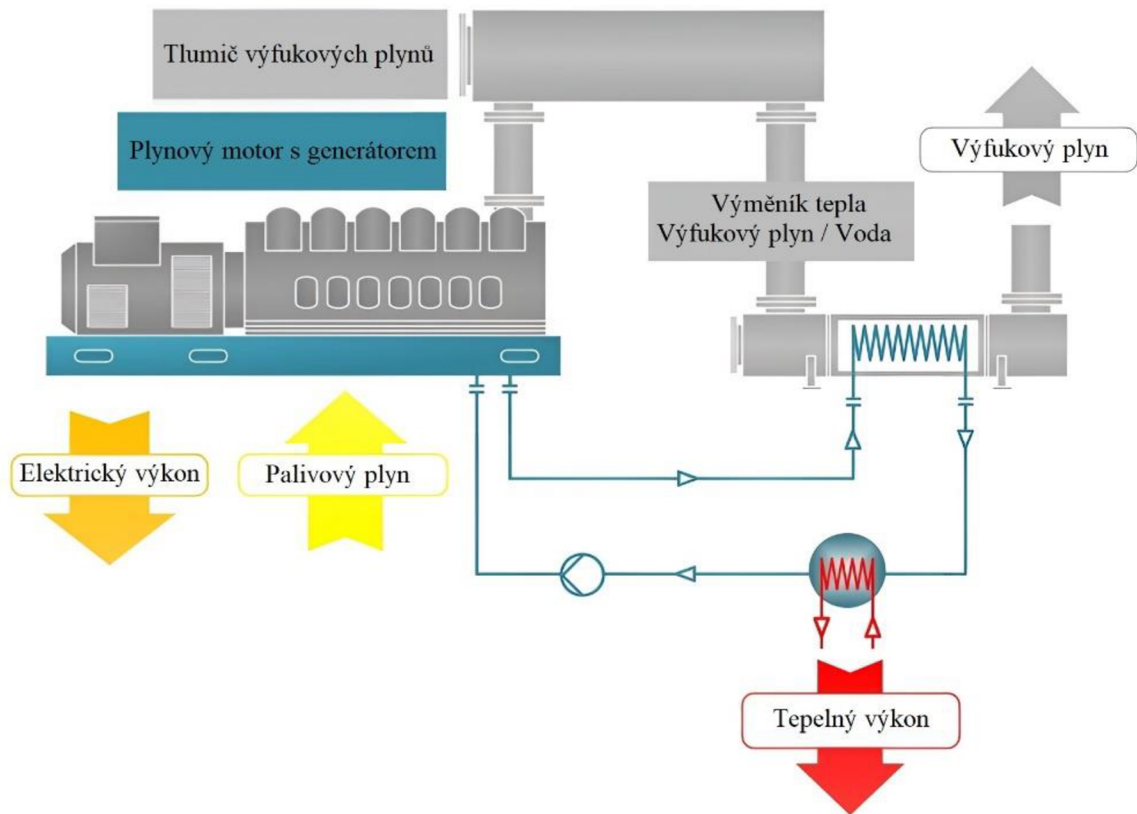 Tlumič výfukových plynů
Plynový motor s generátorem
Výfukový plyn
Výměník tepla
Výfukový plyn / Voda
Elektrický výkon
Palivový plyn
Tepelný výkon